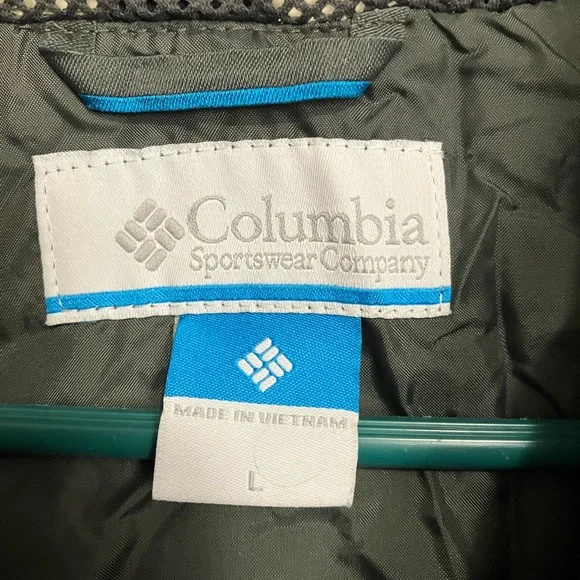 Columbia
Sportswear Company
MADE IN VIETNAM
L